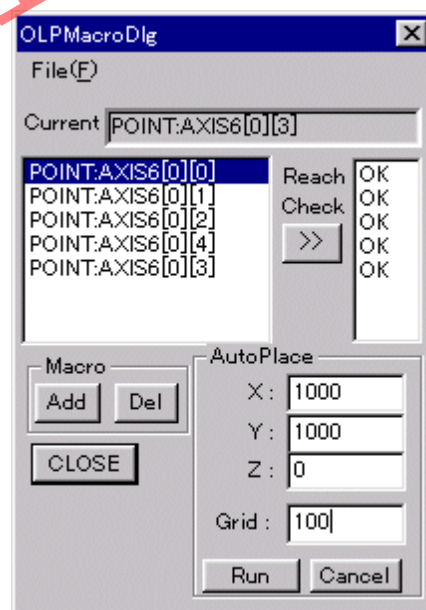 OLPMacroDlg
File(F)
Current POINT:AXIS6[0][3]
POINT:AXIS6[0][0]
POINT:AXIS6[0][1]
POINT:AXIS6[0][2]
POINT:AXIS6[0][4]
POINT:AXIS6[0][3]
Reach
Check
>>
OK
OK
OK
OK
OK
Macro
Add Del
CLOSE
AutoPlace
X : 1000
Y : 1000
Z : 0
Grid : 100
Run Cancel